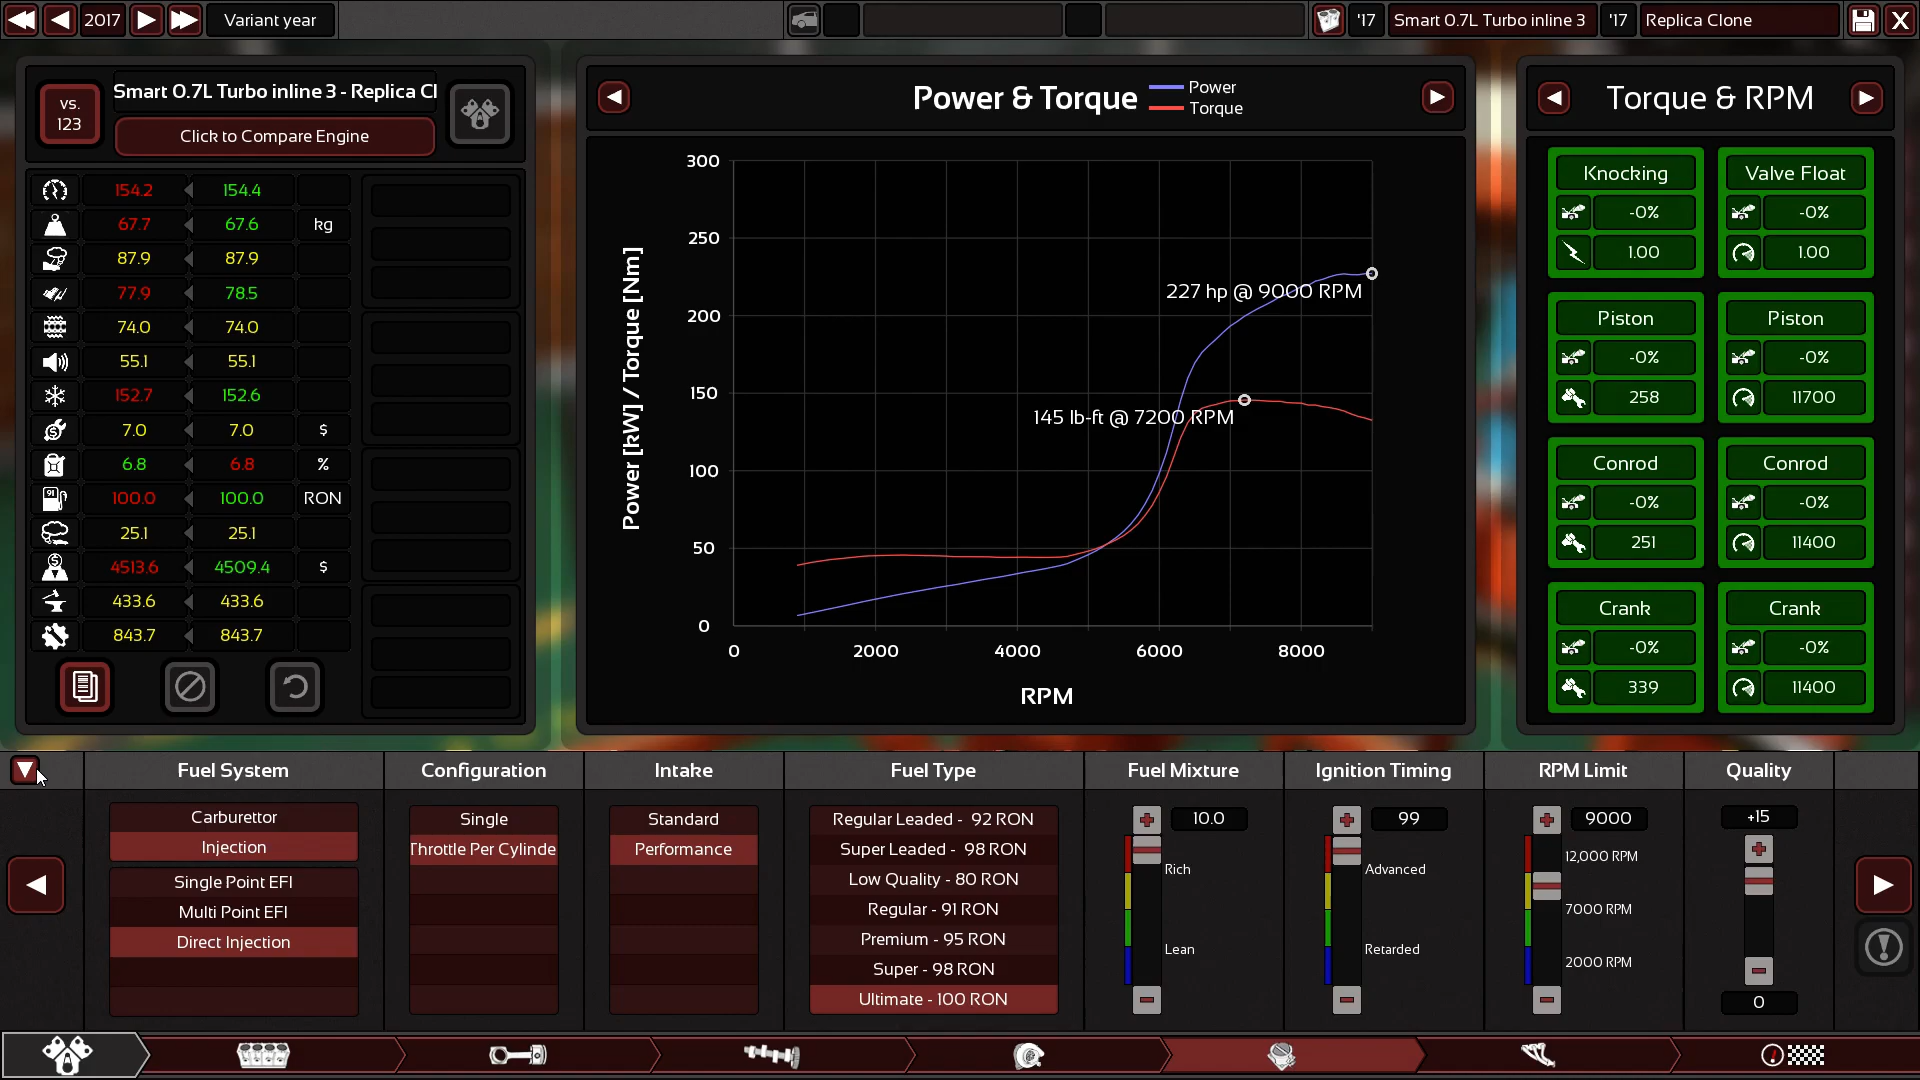 2017
Variant year
'17
Smart 0.7L Turbo inline 3
'17
Replica Clone
vs.
123
Smart 0.7L Turbo inline 3 - Replica Cl
Click to Compare Engine
154.2 154.4
67.7 67.6 kg
87.9 87.9
77.9 78.5
74.0 74.0
55.1 55.1
152.7 152.6
7.0 7.0 $
6.8 6.8 %
100.0 100.0 RON
25.1 25.1
4513.6 4509.4 $
433.6 433.6
843.7 843.7
Power & Torque
Power
Torque
Power [kW] / Torque [Nm]
300
250
200
150
100
50
0
227 hp @ 9000 RPM
145 lb-ft @ 7200 RPM
0 2000 4000 6000 8000
RPM
Torque & RPM
Knocking
-0%
1.00
Valve Float
-0%
1.00
Piston
-0%
258
Piston
-0%
11700
Conrod
-0%
251
Conrod
-0%
11400
Crank
-0%
339
Crank
-0%
11400
Fuel System
Carburettor
Injection
Single Point EFI
Multi Point EFI
Direct Injection
Configuration
Single
Throttle Per Cylinde
Intake
Standard
Performance
Fuel Type
Regular Leaded - 92 RON
Super Leaded - 98 RON
Low Quality - 80 RON
Regular - 91 RON
Premium - 95 RON
Super - 98 RON
Ultimate - 100 RON
Fuel Mixture
10.0
Rich
Lean
Ignition Timing
99
Advanced
Retarded
RPM Limit
9000
12,000 RPM
7000 RPM
2000 RPM
Quality
+15
0